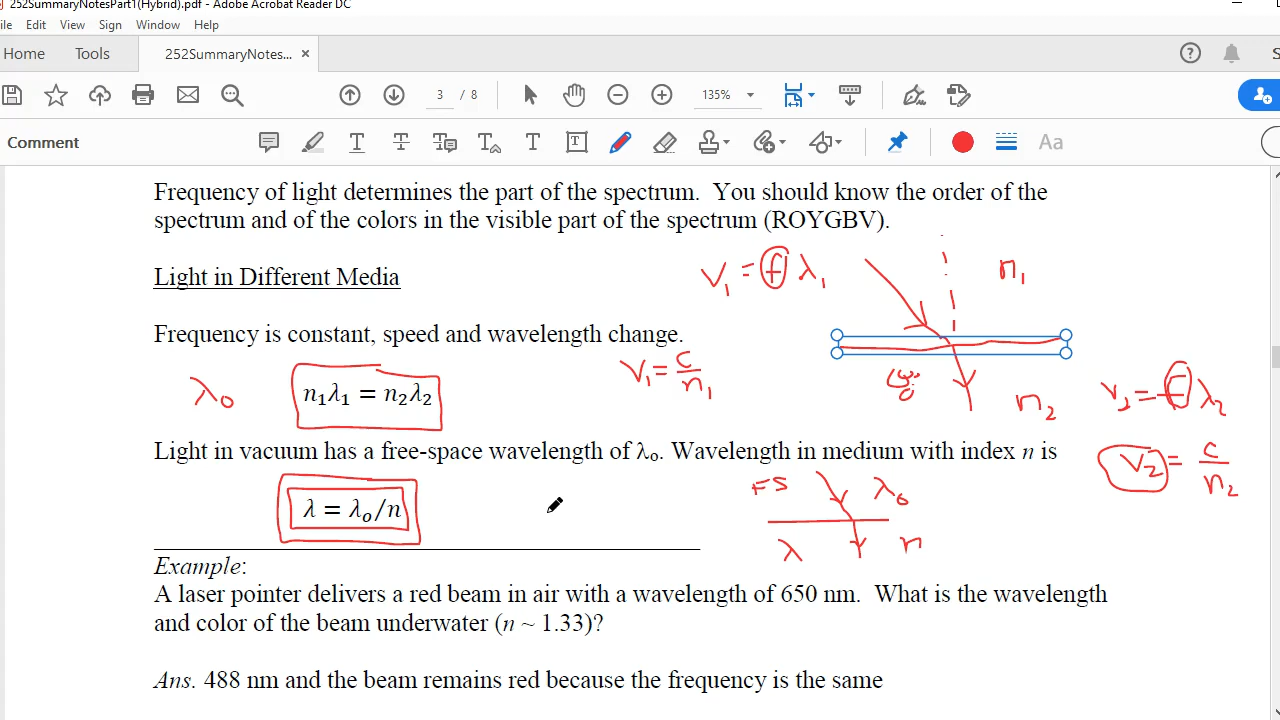 252SummaryNotesPart1(Hybrid).pdf - Adobe Acrobat Reader DC
ile Edit View Sign Window Help
Home Tools 252SummaryNotes... ×
3 / 8 135%
Comment Aa
Frequency of light determines the part of the spectrum. You should know the order of the
spectrum and of the colors in the visible part of the spectrum (ROYGBV).
Light in Different Media
V₁ = f λ₁
n₁
Frequency is constant, speed and wavelength change.
V₁ = c/n₁
λ₀
n₁λ₁ = n₂λ₂
n₂
v₂ = f λ₂
Light in vacuum has a free-space wavelength of λₒ. Wavelength in medium with index n is
V₂ = c/n₂
FS λ₀
λ = λₒ/n
λ n
Example:
A laser pointer delivers a red beam in air with a wavelength of 650 nm. What is the wavelength
and color of the beam underwater (n ~ 1.33)?
Ans. 488 nm and the beam remains red because the frequency is the same